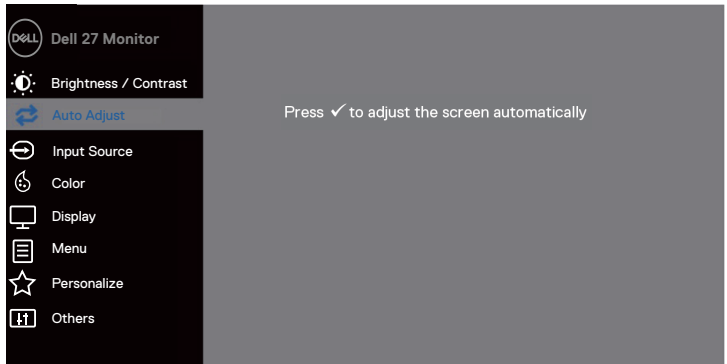 DELL Dell 27 Monitor
Brightness / Contrast
Auto Adjust
Press ✓ to adjust the screen automatically
Input Source
Color
Display
Menu
Personalize
Others